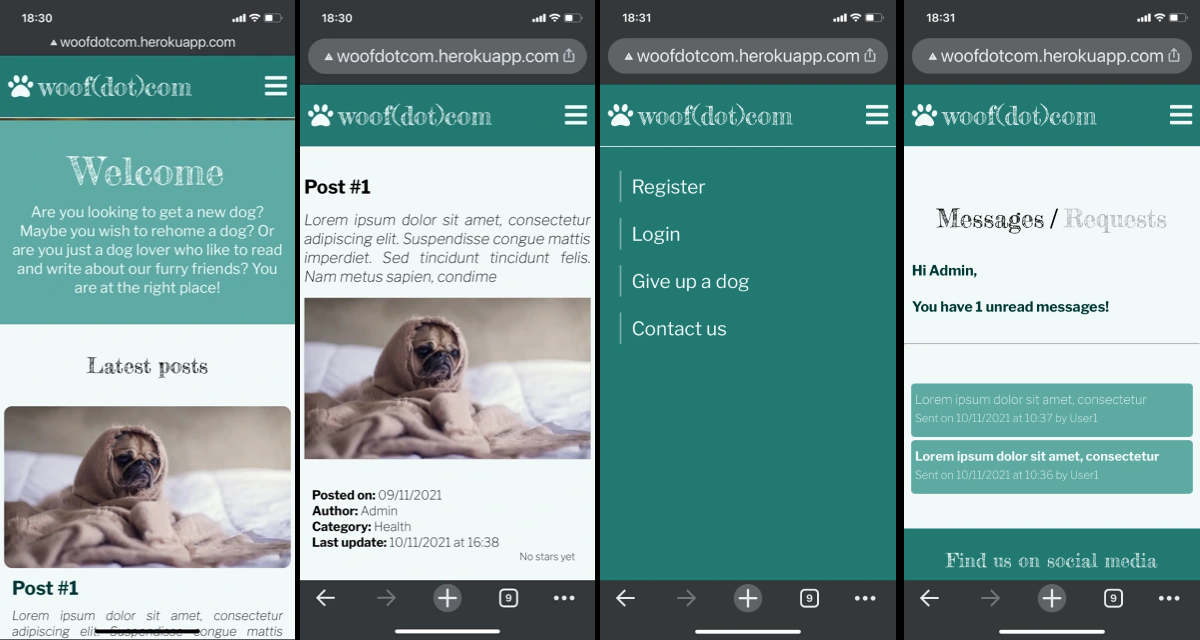 18:30
woofdotcom.herokuapp.com
woof(dot)com
Welcome
Are you looking to get a new dog?
Maybe you wish to rehome a dog? Or
are you just a dog lover who like to read
and write about our furry friends? You
are at the right place!
Latest posts
Post #1
Lorem ipsum dolor sit amet, consectetur
adipiscing elit. Suspendisse congue mattis
18:30
woofdotcom.herokuapp.com
woof(dot)com
Post #1
Lorem ipsum dolor sit amet, consectetur
adipiscing elit. Suspendisse congue mattis
imperdiet. Sed tincidunt tincidunt felis.
Nam metus sapien, condime
Posted on: 09/11/2021
Author: Admin
Category: Health
Last update: 10/11/2021 at 16:38
No stars yet
9
18:31
woofdotcom.herokuapp.com
woof(dot)com
Register
Login
Give up a dog
Contact us
9
18:31
woofdotcom.herokuapp.com
woof(dot)com
Messages / Requests
Hi Admin,
You have 1 unread messages!
Lorem ipsum dolor sit amet, consectetur
Sent on 10/11/2021 at 10:37 by User1
Lorem ipsum dolor sit amet, consectetur
Sent on 10/11/2021 at 10:36 by User1
Find us on social media
9